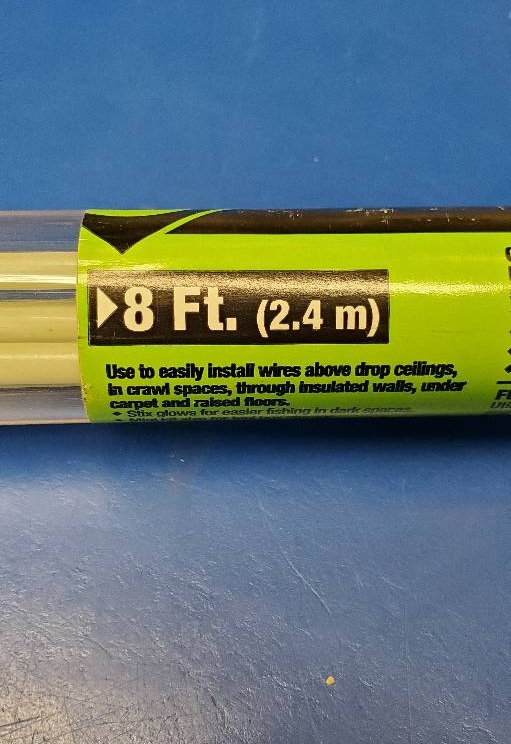 8 Ft. (2.4 m)
Use to easily install wires above drop ceilings,
in crawl spaces, through insulated walls, under
carpet and raised floors.
Stix glows for easier fishing in dark spaces.